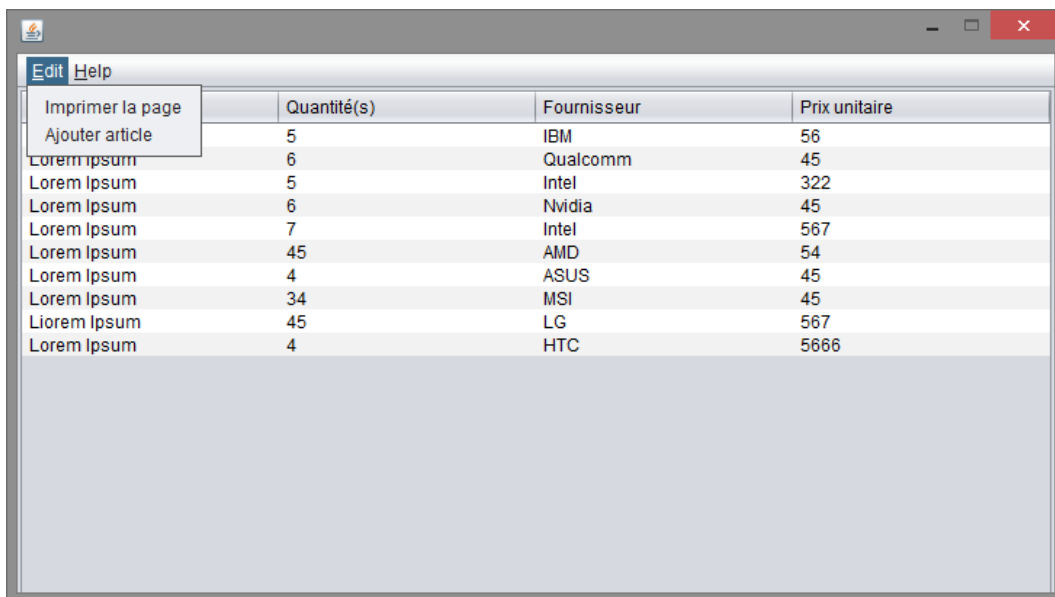 Edit Help
Imprimer la page
Ajouter article
Quantité(s) Fournisseur Prix unitaire
5 IBM 56
Lorem Ipsum 6 Qualcomm 45
Lorem Ipsum 5 Intel 322
Lorem Ipsum 6 Nvidia 45
Lorem Ipsum 7 Intel 567
Lorem Ipsum 45 AMD 54
Lorem Ipsum 4 ASUS 45
Lorem Ipsum 34 MSI 45
Liorem Ipsum 45 LG 567
Lorem Ipsum 4 HTC 5666